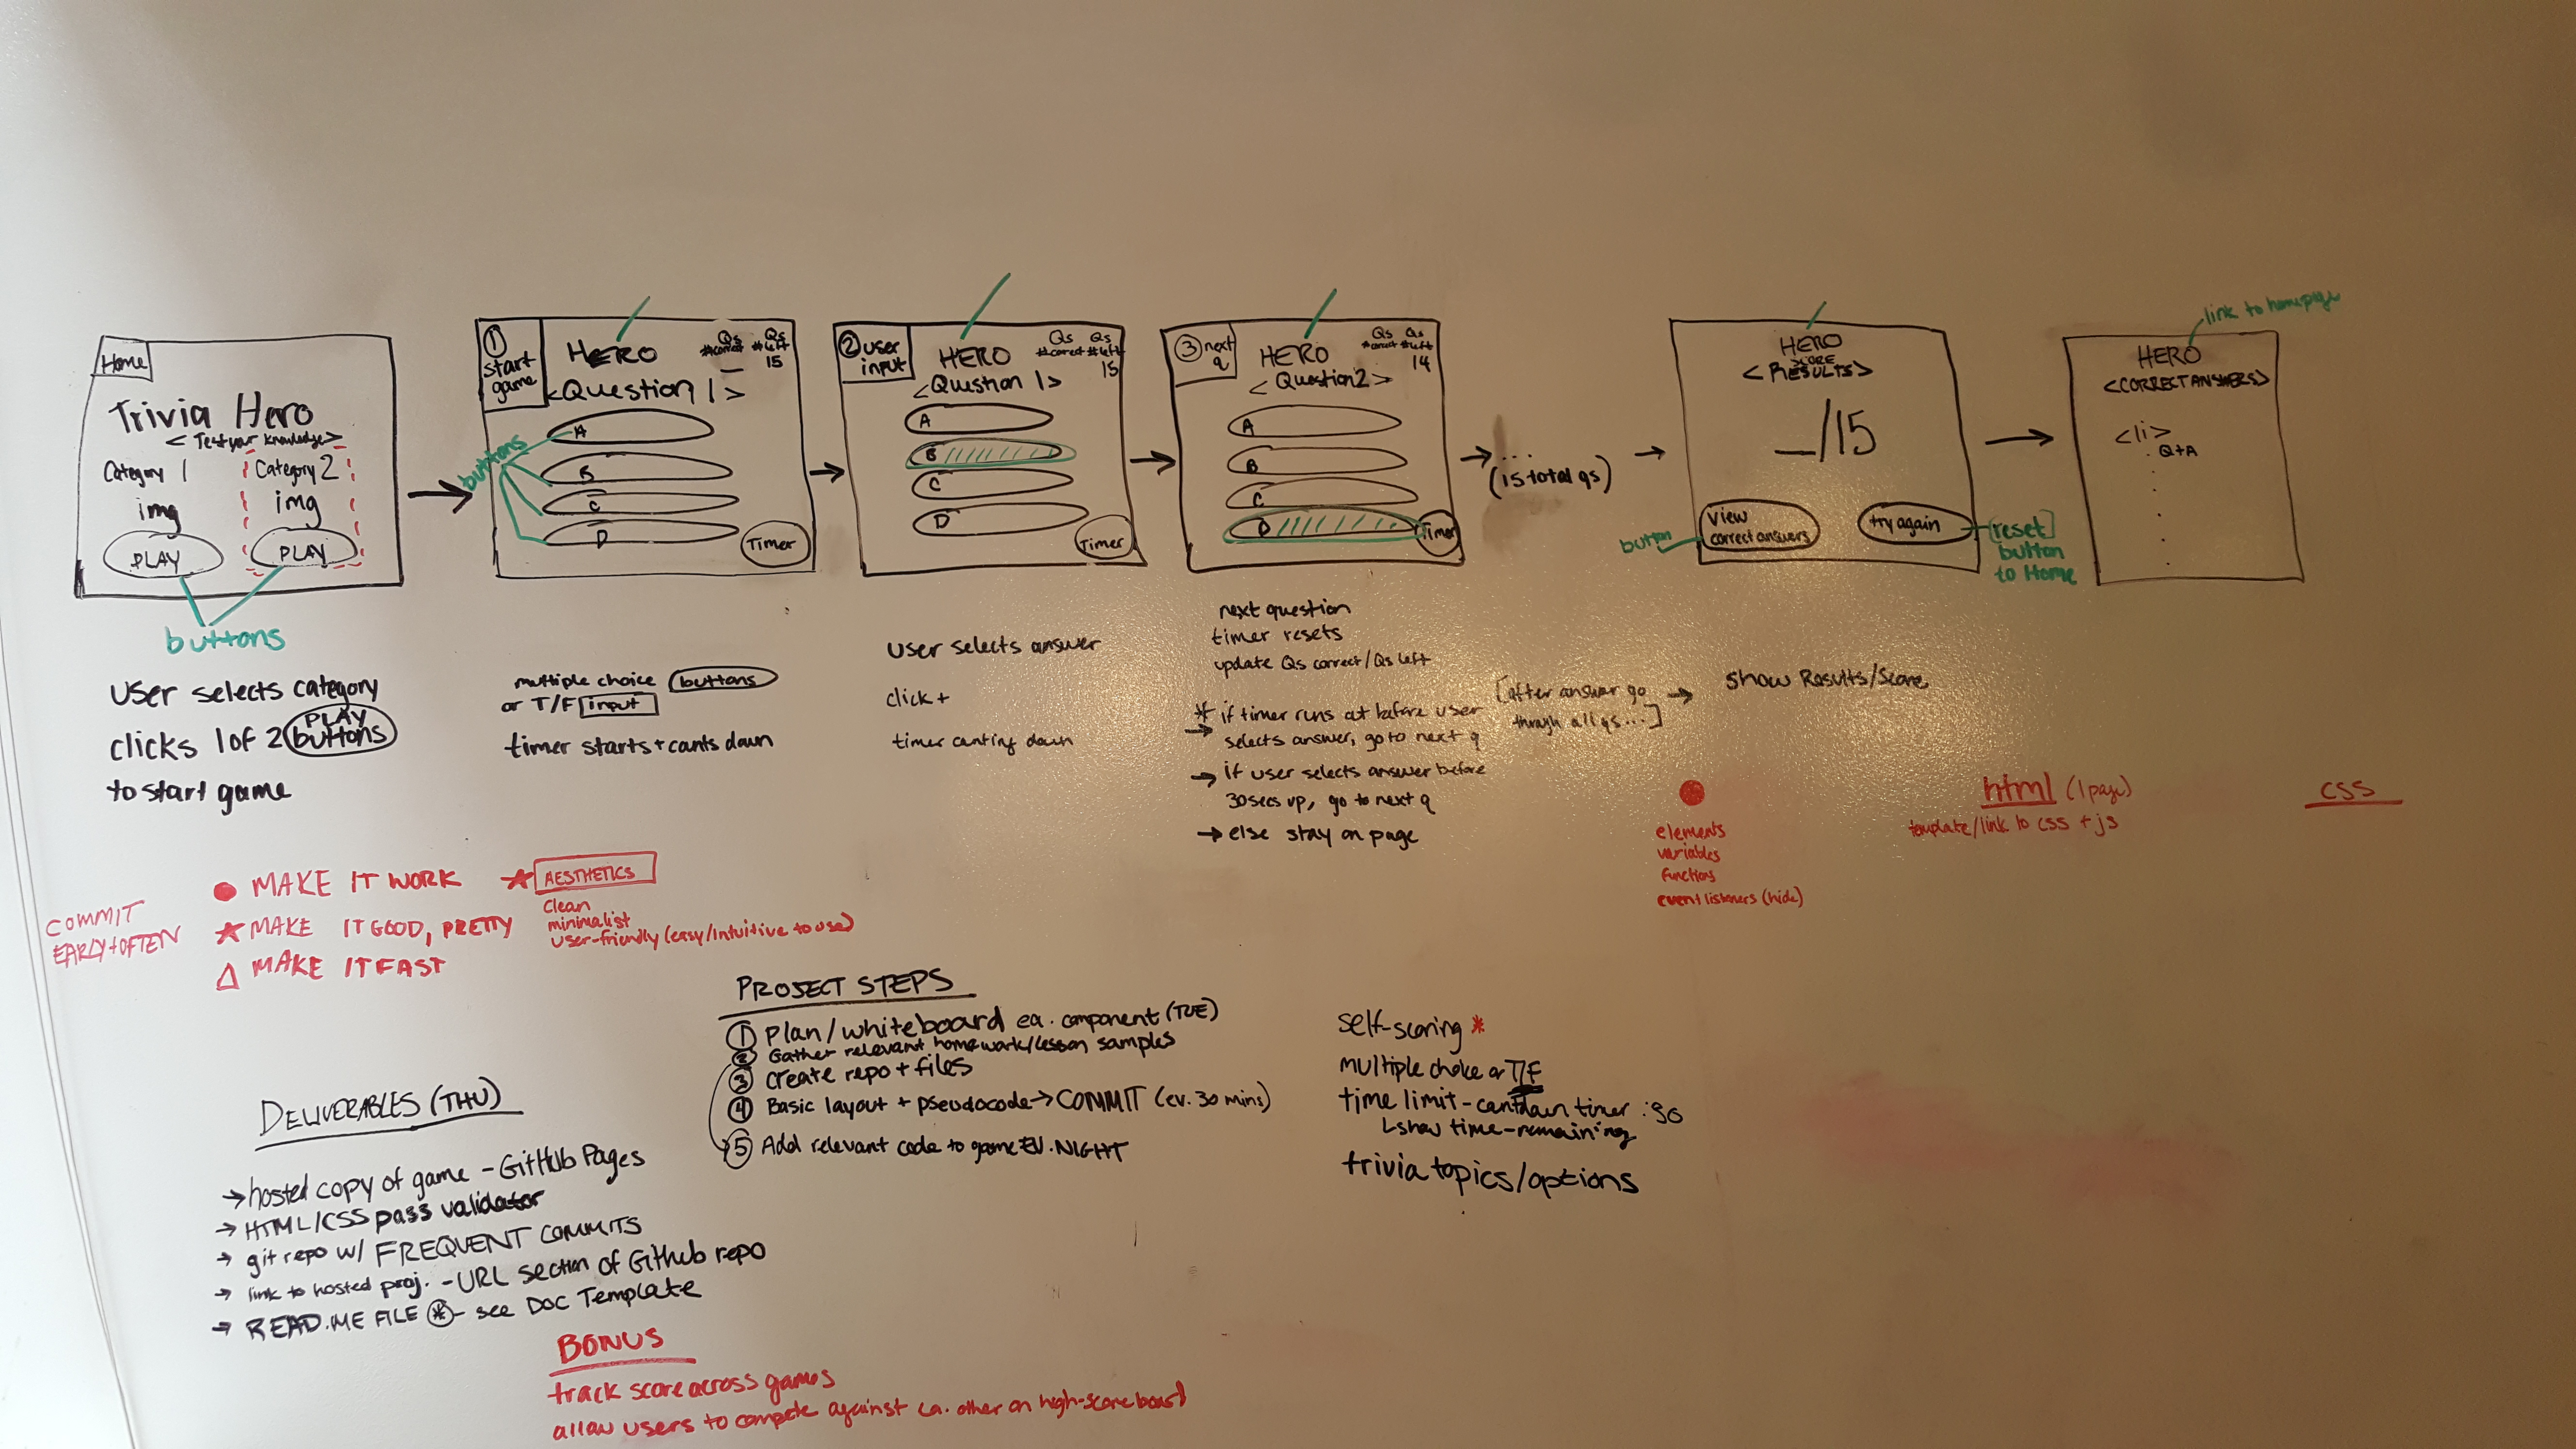 Home
Trivia Hero
<Test your knowledge>
Category 1
img
PLAY
Category 2
img
PLAY
buttons
user selects category
clicks 1 of 2 PLAY buttons
to start game
① start game
HERO
Qs #correct _
Qs #left 15
<Question 1>
A
B
C
D
buttons
Timer
multiple choice buttons
or T/F input
timer starts + counts down
② user input
HERO
Qs #correct
Qs #left 15
<Question 1>
A
B
C
D
Timer
user selects answer
click +
timer counting down
③ next q
HERO
Qs #correct
Qs #left 14
<Question 2>
A
B
C
D
Timer
next question
timer resets
update Qs correct/Qs left
* if timer runs out before user
→ selects answer, go to next q
→ if user selects answer before
30secs up, go to next q
→ else stay on page
→ ...
(15 total qs)
[after answer go →
through all qs...]
HERO
SCORE
<RESULTS>
_/15
view
correct answers
button
try again
[reset]
button
to Home
show Results/Score
link to homepage
HERO
<CORRECT ANSWERS>
<li>
Q+A
elements
variables
functions
event listeners (hide)
html (1 page)
template/link to css + js
css
COMMIT
EARLY + OFTEN
● MAKE IT WORK
★ MAKE IT GOOD, PRETTY
△ MAKE IT FAST
★ AESTHETICS
clean
minimalist
user-friendly (easy/intuitive to use)
PROJECT STEPS
① Plan/whiteboard ea. component (TUE)
② Gather relevant homework/lesson samples
③ create repo + files
④ Basic layout + pseudocode → COMMIT (ev. 30 mins)
⑤ Add relevant code to game EV. NIGHT
self-scoring *
multiple choice or T/F
time limit - countdown timer :30
show time-remaining
trivia topics/options
DELIVERABLES (THU)
→ hosted copy of game - GitHub Pages
→ HTML/CSS pass validator
→ git repo w/ FREQUENT COMMITS
→ link to hosted proj. - URL section of Github repo
→ READ.ME FILE ⊛ - see Doc Template
BONUS
track score across games
allow users to compete against ea. other on high-score board